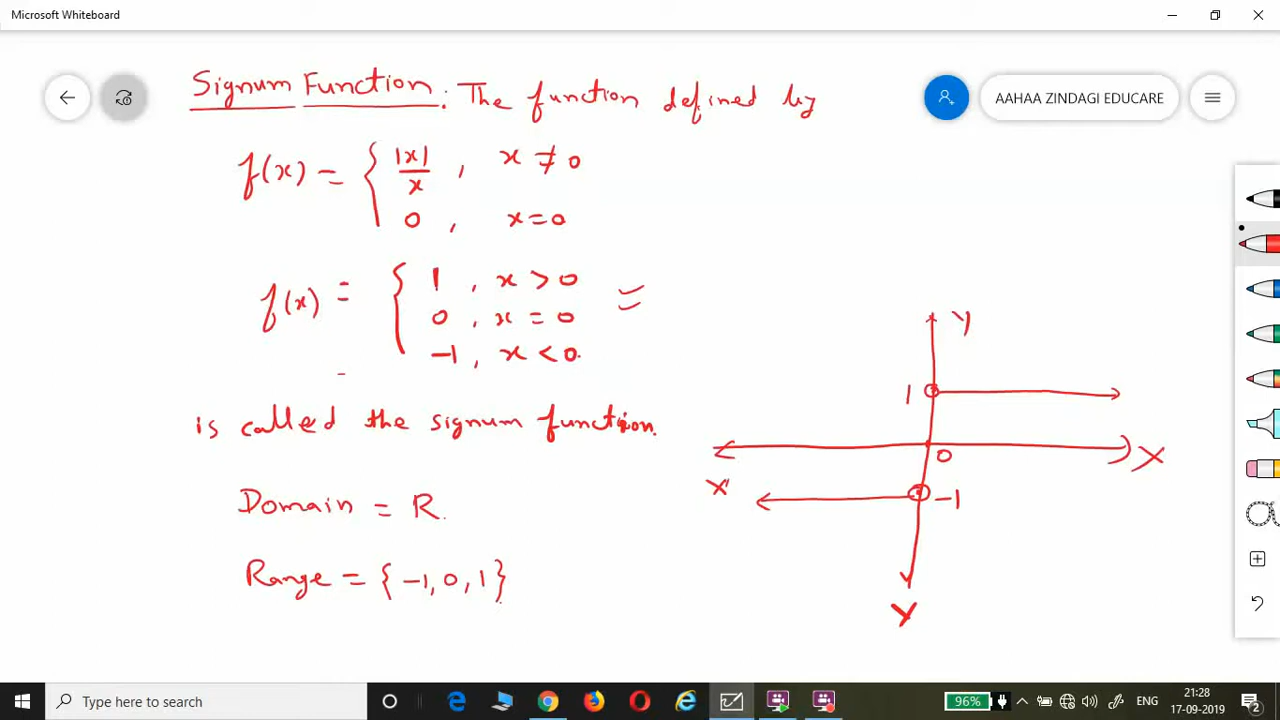 Microsoft Whiteboard
Signum Function: The function defined by
AAHAA ZINDAGI EDUCARE
f(x) = { |x|/x , x ≠ 0
0 , x = 0
f(x) = { 1 , x > 0 =
0 , x = 0
-1 , x < 0.
is called the signum function.
Domain = R.
Range = {-1, 0, 1}
Y
1
0
X
X'
-1
Y
Type here to search
96%
ENG
21:28
17-09-2019
2